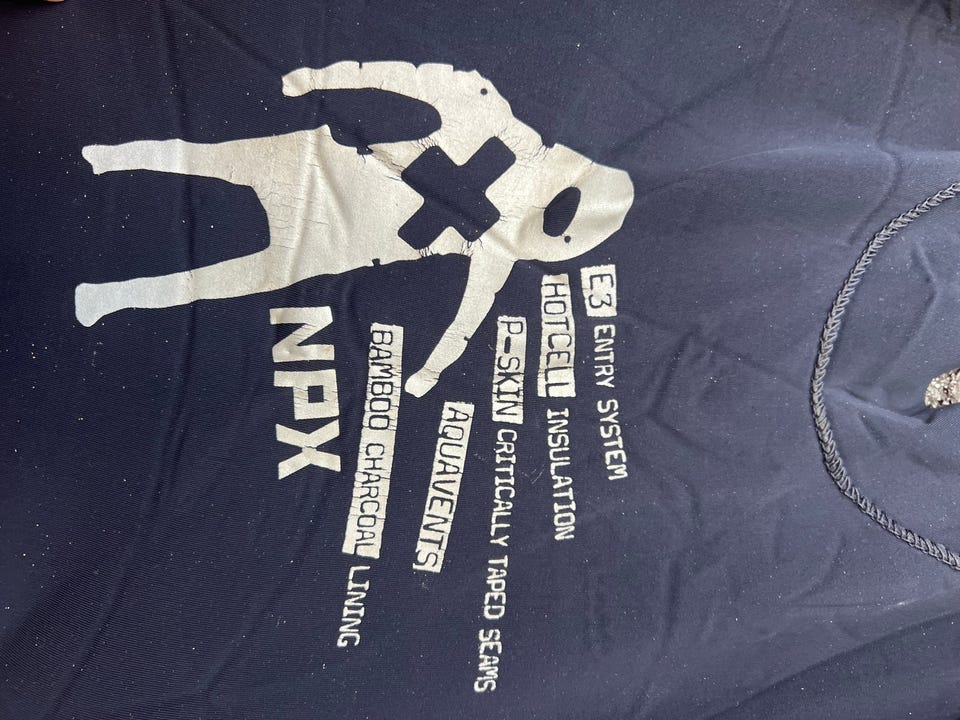 E3 ENTRY SYSTEM
HOTCELL INSULATION
P-SKIN CRITICALLY TAPED SEAMS
AQUAVENTS
BAMBOO CHARCOAL LINING
NPX